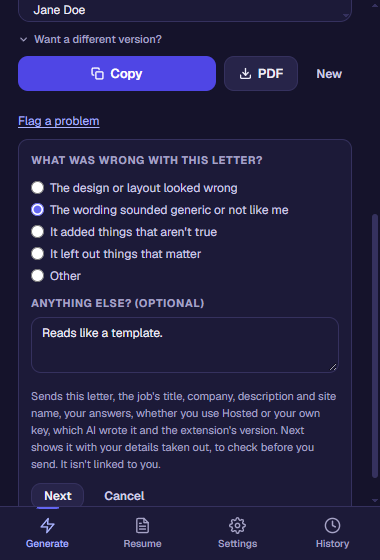 Jane Doe
Want a different version?
Copy
PDF
New
Flag a problem
WHAT WAS WRONG WITH THIS LETTER?
The design or layout looked wrong
The wording sounded generic or not like me
It added things that aren't true
It left out things that matter
Other
ANYTHING ELSE? (OPTIONAL)
Reads like a template.
Sends this letter, the job's title, company, description and site
name, your answers, whether you use Hosted or your own
key, which AI wrote it and the extension's version. Next
shows it with your details taken out, to check before you
send. It isn't linked to you.
Next
Cancel
Generate
Resume
Settings
History